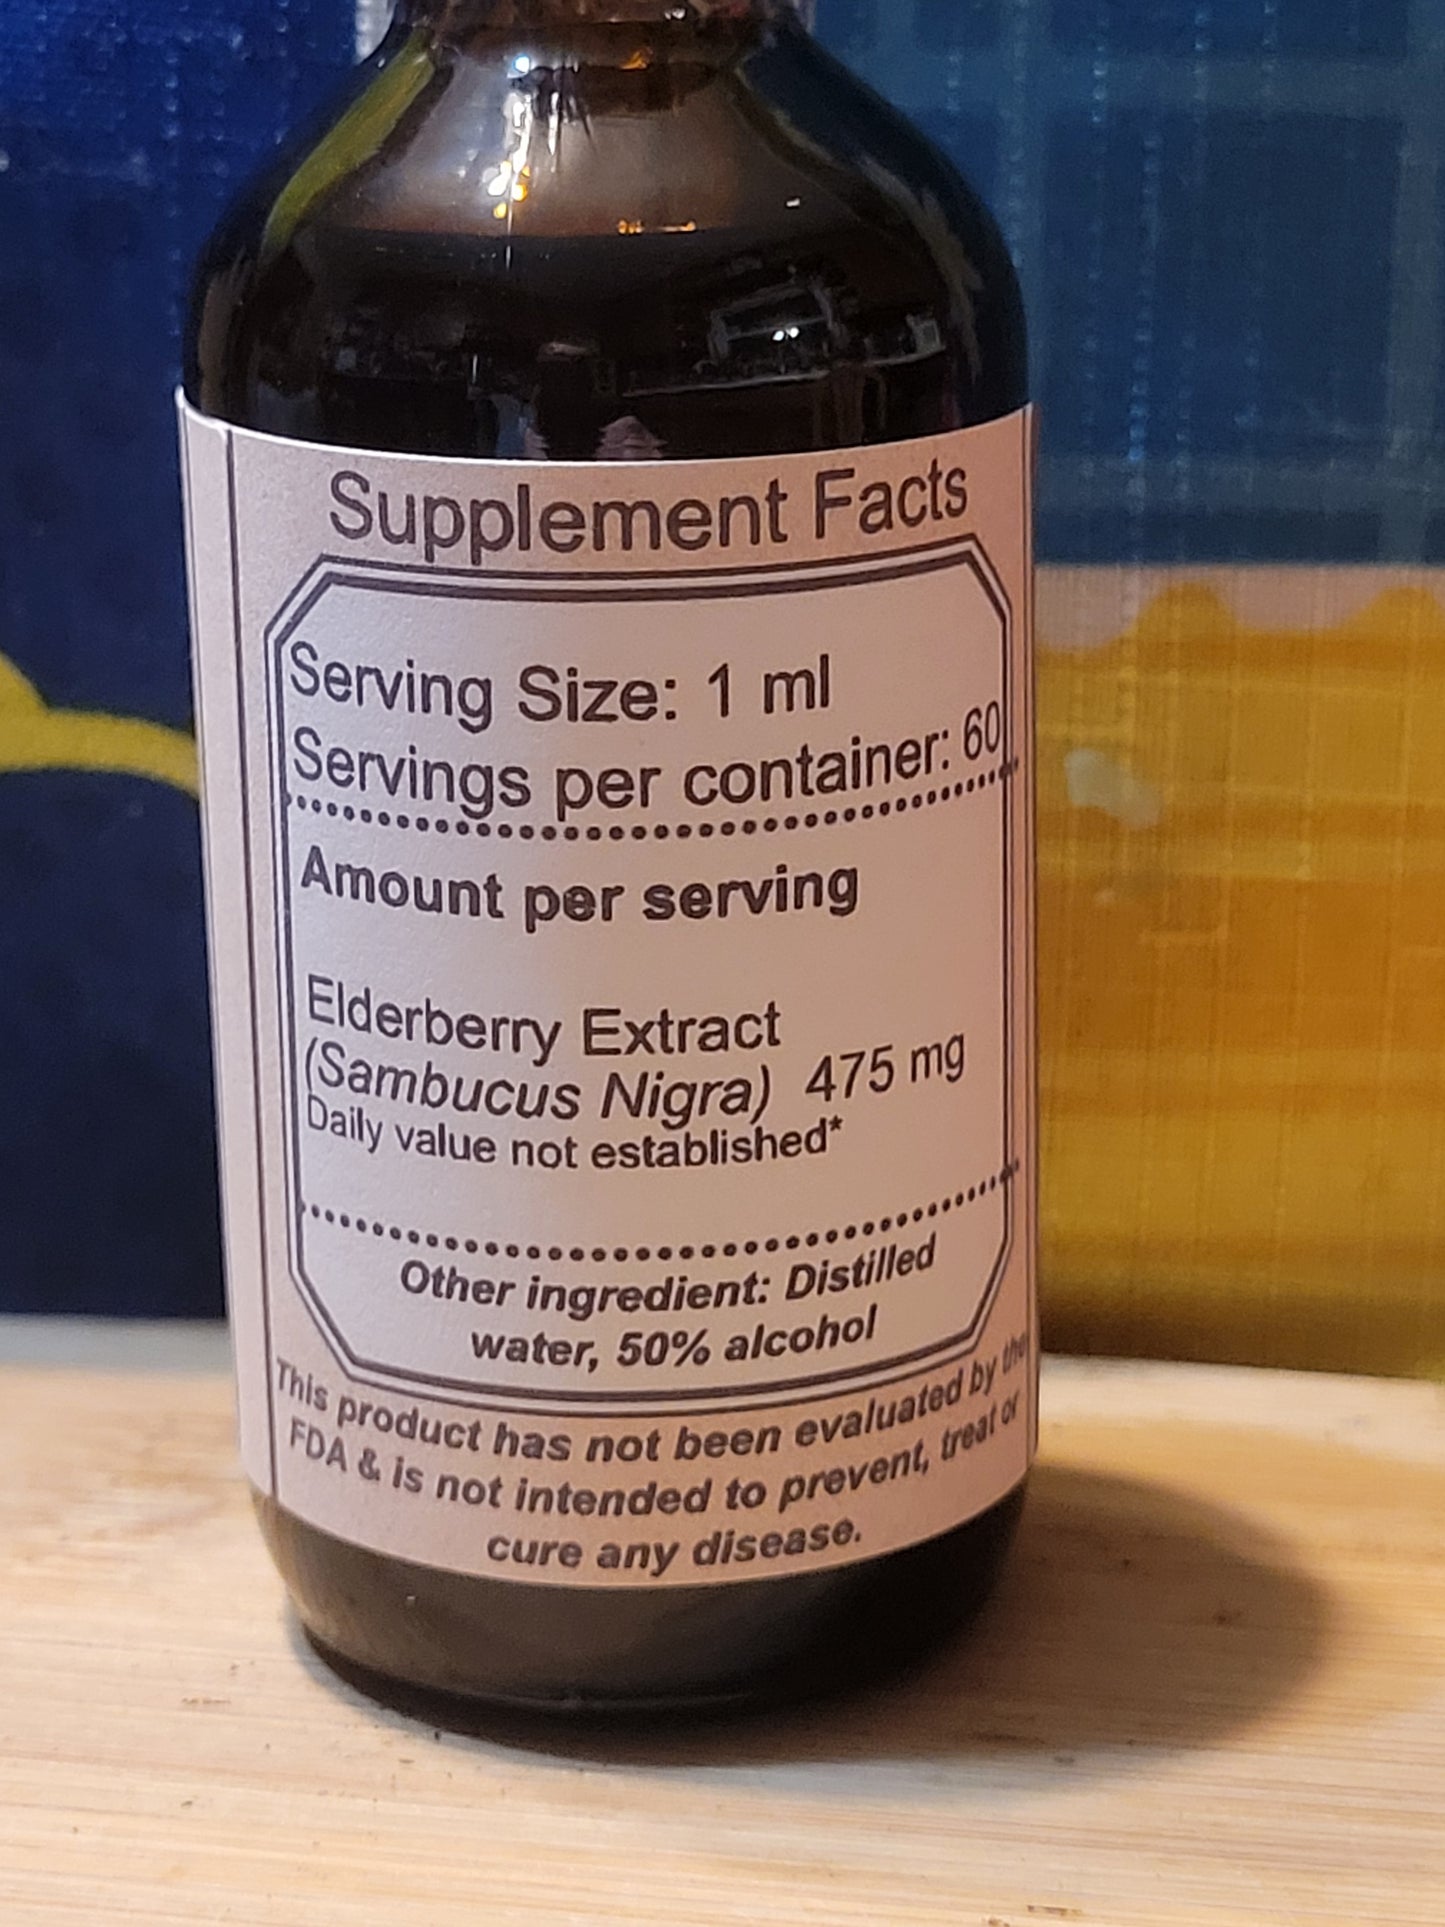 Supplement Facts
Serving Size: 1 ml
Servings per container: 60
Amount per serving
Elderberry Extract
(Sambucus Nigra) 475 mg
Daily value not established*
Other ingredient: Distilled
water, 50% alcohol
This product has not been evaluated by the
FDA & is not intended to prevent, treat or
cure any disease.